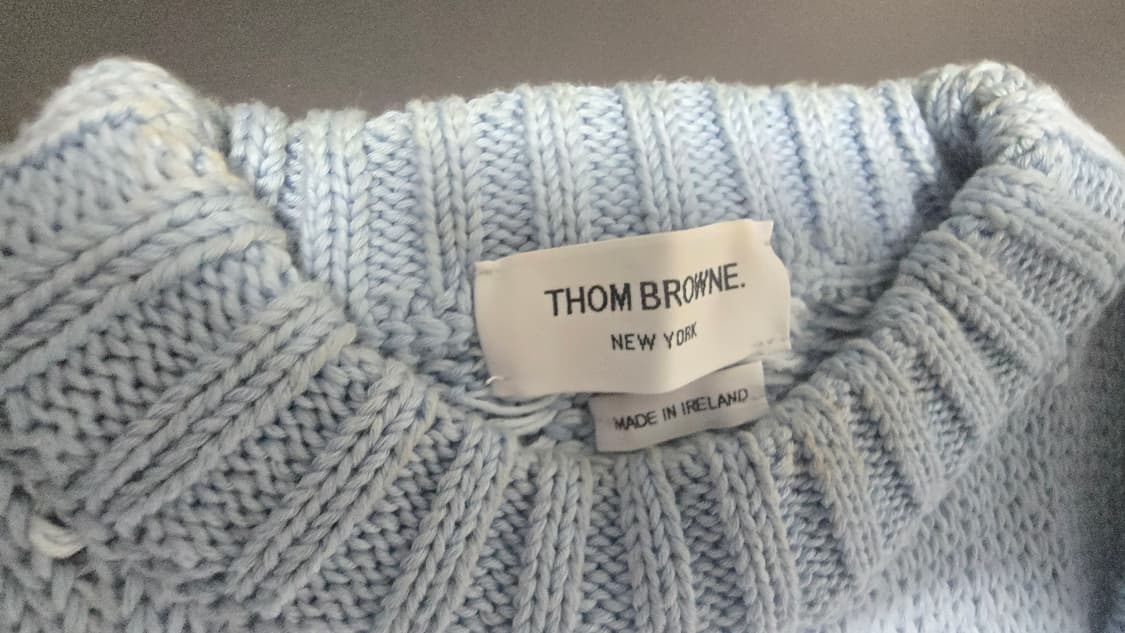 THOM BROWNE.
NEW YORK
MADE IN IRELAND